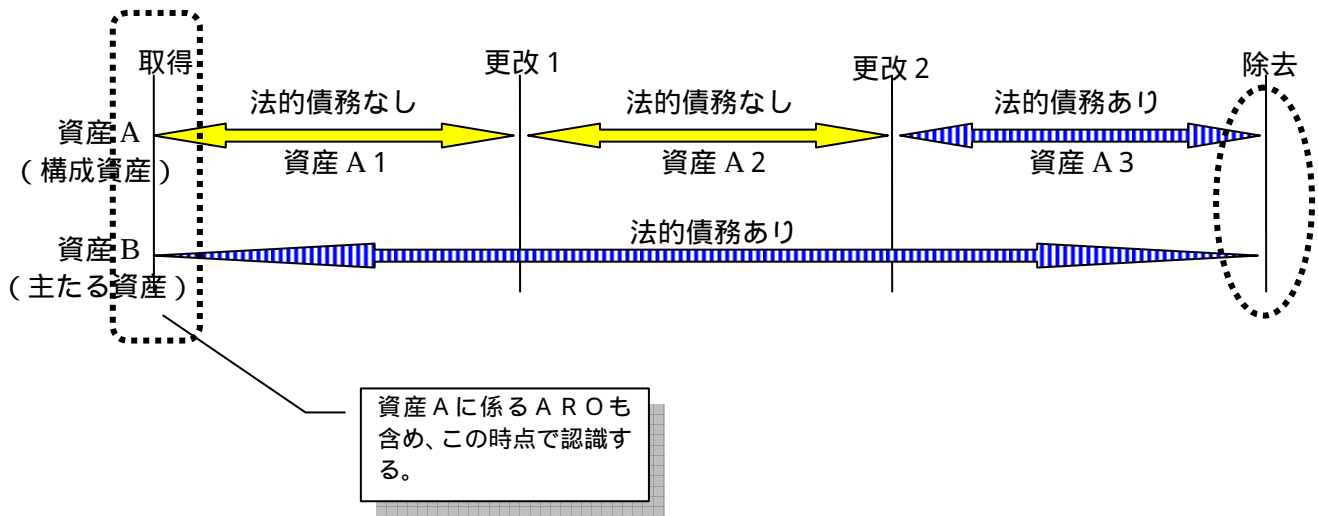 取得
更改1
更改2
除去
法的債務なし
法的債務なし
法的債務あり
資産A
(構成資産)
資産A1
資産A2
資産A3
法的債務あり
資産B
(主たる資産)
資産Aに係るAROも
含め、この時点で認識す
る。